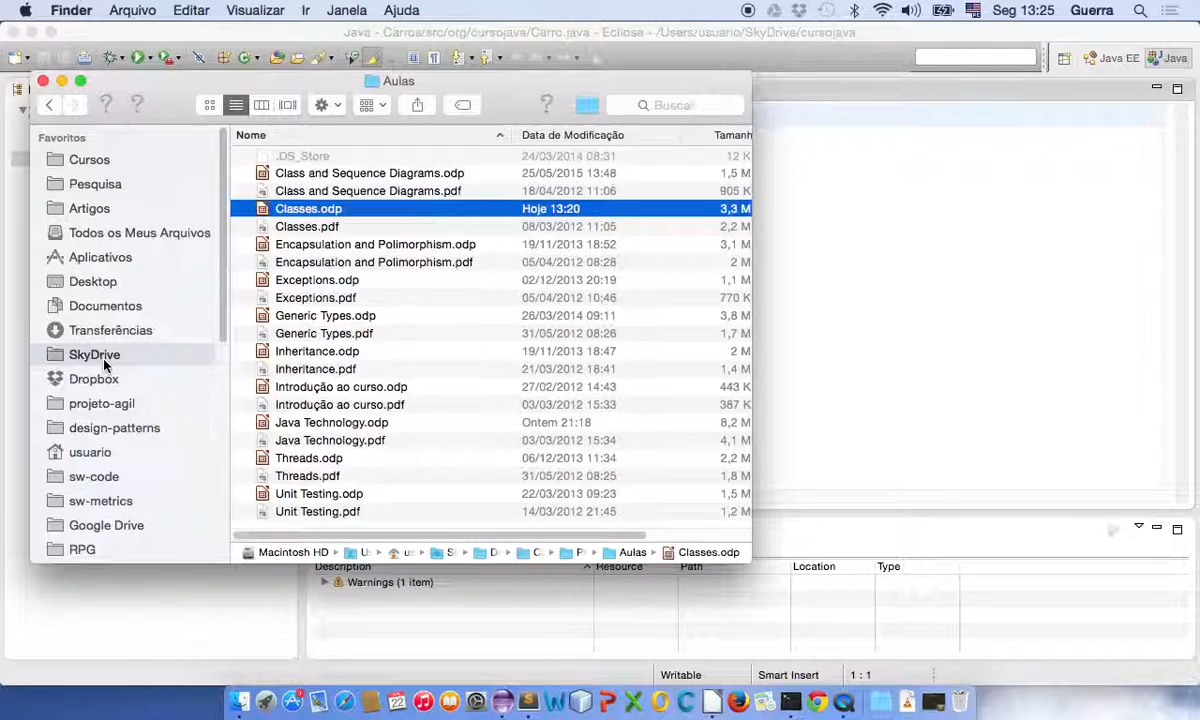 Finder Arquivo Editar Visualizar Ir Janela Ajuda Seg 13:25 Guerra
Java - Carros/src/org/cursojava/Carro.java - Eclipse - /Users/usuario/SkyDrive/cursojava
Java EE Java
Aulas
Busca
Favoritos
Cursos
Pesquisa
Artigos
Todos os Meus Arquivos
Aplicativos
Desktop
Documentos
Transferências
SkyDrive
Dropbox
projeto-agil
design-patterns
usuario
sw-code
sw-metrics
Google Drive
RPG
Nome Data de Modificação Tamanh
.DS_Store 24/03/2014 08:31 12 K
Class and Sequence Diagrams.odp 25/05/2015 13:48 1,5 M
Class and Sequence Diagrams.pdf 18/04/2012 11:06 905 K
Classes.odp Hoje 13:20 3,3 M
Classes.pdf 08/03/2012 11:05 2,2 M
Encapsulation and Polimorphism.odp 19/11/2013 18:52 3,1 M
Encapsulation and Polimorphism.pdf 05/04/2012 08:28 2 M
Exceptions.odp 02/12/2013 20:19 1,1 M
Exceptions.pdf 05/04/2012 10:46 770 K
Generic Types.odp 26/03/2014 09:11 3,8 M
Generic Types.pdf 31/05/2012 08:26 1,7 M
Inheritance.odp 19/11/2013 18:47 2 M
Inheritance.pdf 21/03/2012 18:41 1,4 M
Introdução ao curso.odp 27/02/2012 14:43 443 K
Introdução ao curso.pdf 03/03/2012 15:33 387 K
Java Technology.odp Ontem 21:18 8,2 M
Java Technology.pdf 03/03/2012 15:34 4,1 M
Threads.odp 06/12/2013 11:34 2,2 M
Threads.pdf 31/05/2012 08:25 1,8 M
Unit Testing.odp 22/03/2013 09:23 1,5 M
Unit Testing.pdf 14/03/2012 21:45 1,2 M
Macintosh HD Aulas Classes.odp
Description Resource Path Location Type
Warnings (1 item)
Writable Smart Insert 1 : 1